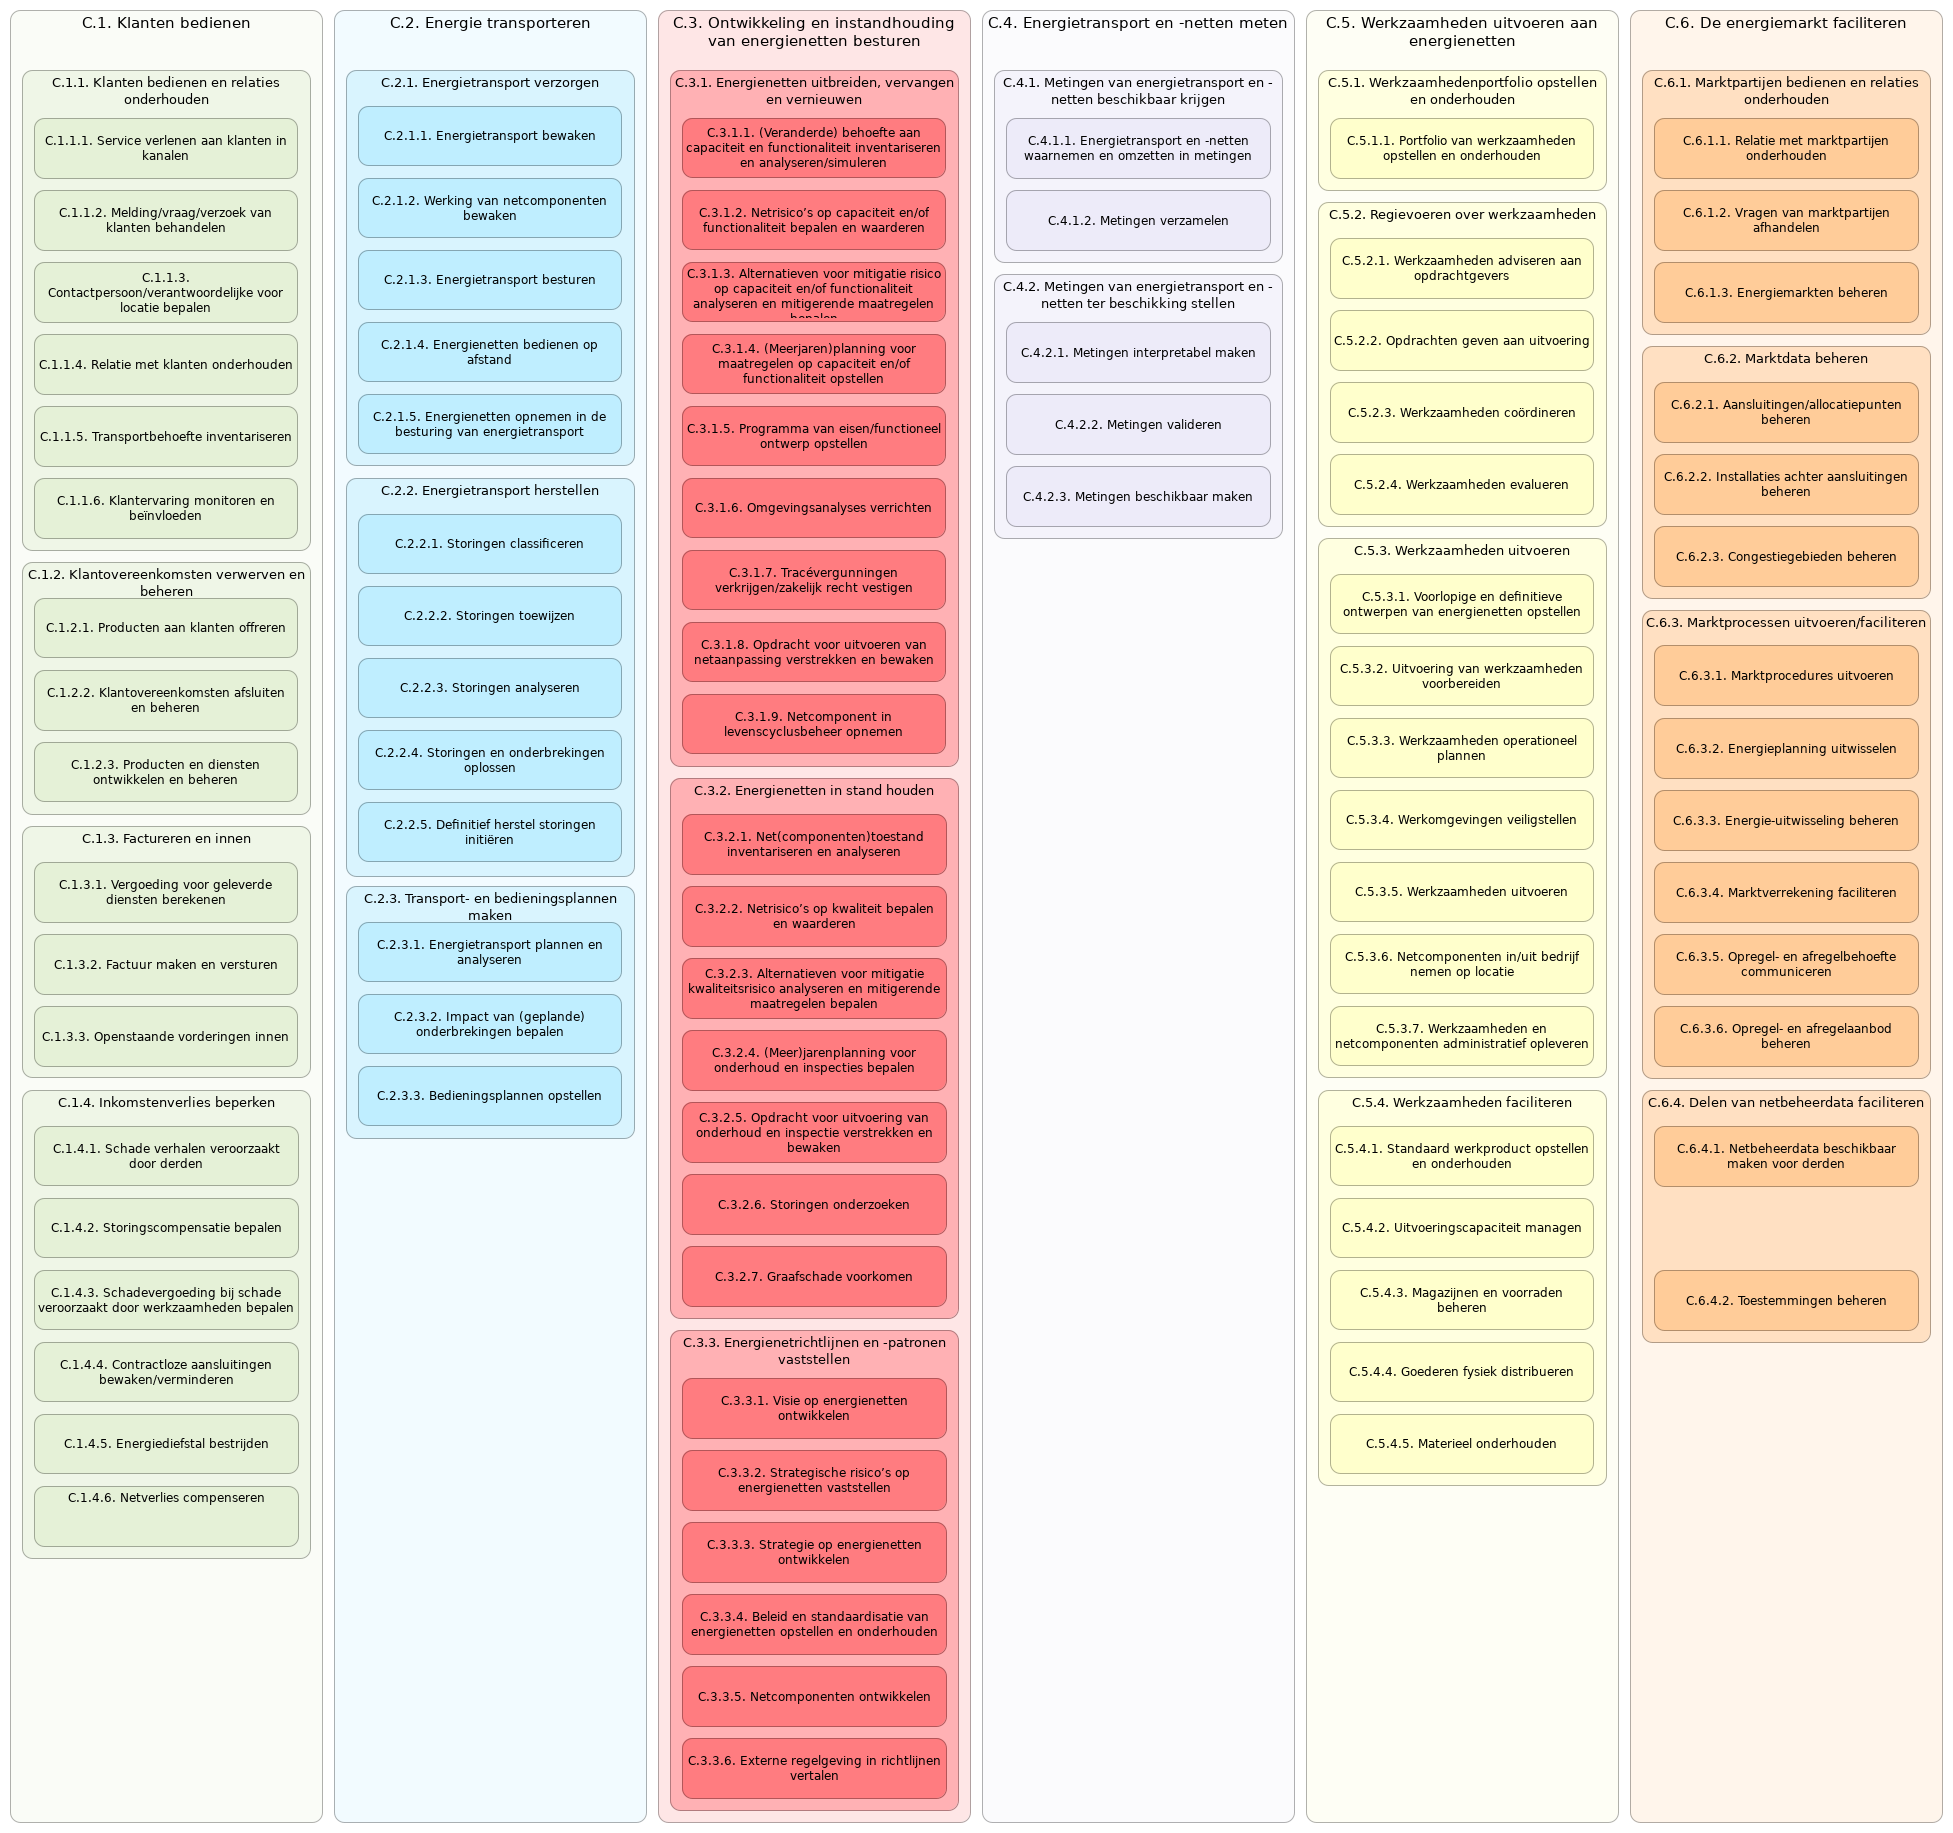 C.1. Klanten bedienen
C.1.1. Klanten bedienen en relaties
onderhouden
C.1.1.1. Service verlenen aan klanten in
kanalen
C.1.1.2. Melding/vraag/verzoek van
klanten behandelen
C.1.1.3.
Contactpersoon/verantwoordelijke voor
locatie bepalen
C.1.1.4. Relatie met klanten onderhouden
C.1.1.5. Transportbehoefte inventariseren
C.1.1.6. Klantervaring monitoren en
beïnvloeden
C.1.2. Klantovereenkomsten verwerven en
beheren
C.1.2.1. Producten aan klanten offreren
C.1.2.2. Klantovereenkomsten afsluiten
en beheren
C.1.2.3. Producten en diensten
ontwikkelen en beheren
C.1.3. Factureren en innen
C.1.3.1. Vergoeding voor geleverde
diensten berekenen
C.1.3.2. Factuur maken en versturen
C.1.3.3. Openstaande vorderingen innen
C.1.4. Inkomstenverlies beperken
C.1.4.1. Schade verhalen veroorzaakt
door derden
C.1.4.2. Storingscompensatie bepalen
C.1.4.3. Schadevergoeding bij schade
veroorzaakt door werkzaamheden bepalen
C.1.4.4. Contractloze aansluitingen
bewaken/verminderen
C.1.4.5. Energiediefstal bestrijden
C.1.4.6. Netverlies compenseren
C.2. Energie transporteren
C.2.1. Energietransport verzorgen
C.2.1.1. Energietransport bewaken
C.2.1.2. Werking van netcomponenten
bewaken
C.2.1.3. Energietransport besturen
C.2.1.4. Energienetten bedienen op
afstand
C.2.1.5. Energienetten opnemen in de
besturing van energietransport
C.2.2. Energietransport herstellen
C.2.2.1. Storingen classificeren
C.2.2.2. Storingen toewijzen
C.2.2.3. Storingen analyseren
C.2.2.4. Storingen en onderbrekingen
oplossen
C.2.2.5. Definitief herstel storingen
initiëren
C.2.3. Transport- en bedieningsplannen
maken
C.2.3.1. Energietransport plannen en
analyseren
C.2.3.2. Impact van (geplande)
onderbrekingen bepalen
C.2.3.3. Bedieningsplannen opstellen
C.3. Ontwikkeling en instandhouding
van energienetten besturen
C.3.1. Energienetten uitbreiden, vervangen
en vernieuwen
C.3.1.1. (Veranderde) behoefte aan
capaciteit en functionaliteit inventariseren
en analyseren/simuleren
C.3.1.2. Netrisico’s op capaciteit en/of
functionaliteit bepalen en waarderen
C.3.1.3. Alternatieven voor mitigatie risico
op capaciteit en/of functionaliteit
analyseren en mitigerende maatregelen
bepalen
C.3.1.4. (Meerjaren)planning voor
maatregelen op capaciteit en/of
functionaliteit opstellen
C.3.1.5. Programma van eisen/functioneel
ontwerp opstellen
C.3.1.6. Omgevingsanalyses verrichten
C.3.1.7. Tracévergunningen
verkrijgen/zakelijk recht vestigen
C.3.1.8. Opdracht voor uitvoeren van
netaanpassing verstrekken en bewaken
C.3.1.9. Netcomponent in
levenscyclusbeheer opnemen
C.3.2. Energienetten in stand houden
C.3.2.1. Net(componenten)toestand
inventariseren en analyseren
C.3.2.2. Netrisico’s op kwaliteit bepalen
en waarderen
C.3.2.3. Alternatieven voor mitigatie
kwaliteitsrisico analyseren en mitigerende
maatregelen bepalen
C.3.2.4. (Meer)jarenplanning voor
onderhoud en inspecties bepalen
C.3.2.5. Opdracht voor uitvoering van
onderhoud en inspectie verstrekken en
bewaken
C.3.2.6. Storingen onderzoeken
C.3.2.7. Graafschade voorkomen
C.3.3. Energienetrichtlijnen en -patronen
vaststellen
C.3.3.1. Visie op energienetten
ontwikkelen
C.3.3.2. Strategische risico’s op
energienetten vaststellen
C.3.3.3. Strategie op energienetten
ontwikkelen
C.3.3.4. Beleid en standaardisatie van
energienetten opstellen en onderhouden
C.3.3.5. Netcomponenten ontwikkelen
C.3.3.6. Externe regelgeving in richtlijnen
vertalen
C.4. Energietransport en -netten meten
C.4.1. Metingen van energietransport en -
netten beschikbaar krijgen
C.4.1.1. Energietransport en -netten
waarnemen en omzetten in metingen
C.4.1.2. Metingen verzamelen
C.4.2. Metingen van energietransport en -
netten ter beschikking stellen
C.4.2.1. Metingen interpretabel maken
C.4.2.2. Metingen valideren
C.4.2.3. Metingen beschikbaar maken
C.5. Werkzaamheden uitvoeren aan
energienetten
C.5.1. Werkzaamhedenportfolio opstellen
en onderhouden
C.5.1.1. Portfolio van werkzaamheden
opstellen en onderhouden
C.5.2. Regievoeren over werkzaamheden
C.5.2.1. Werkzaamheden adviseren aan
opdrachtgevers
C.5.2.2. Opdrachten geven aan uitvoering
C.5.2.3. Werkzaamheden coördineren
C.5.2.4. Werkzaamheden evalueren
C.5.3. Werkzaamheden uitvoeren
C.5.3.1. Voorlopige en definitieve
ontwerpen van energienetten opstellen
C.5.3.2. Uitvoering van werkzaamheden
voorbereiden
C.5.3.3. Werkzaamheden operationeel
plannen
C.5.3.4. Werkomgevingen veiligstellen
C.5.3.5. Werkzaamheden uitvoeren
C.5.3.6. Netcomponenten in/uit bedrijf
nemen op locatie
C.5.3.7. Werkzaamheden en
netcomponenten administratief opleveren
C.5.4. Werkzaamheden faciliteren
C.5.4.1. Standaard werkproduct opstellen
en onderhouden
C.5.4.2. Uitvoeringscapaciteit managen
C.5.4.3. Magazijnen en voorraden
beheren
C.5.4.4. Goederen fysiek distribueren
C.5.4.5. Materieel onderhouden
C.6. De energiemarkt faciliteren
C.6.1. Marktpartijen bedienen en relaties
onderhouden
C.6.1.1. Relatie met marktpartijen
onderhouden
C.6.1.2. Vragen van marktpartijen
afhandelen
C.6.1.3. Energiemarkten beheren
C.6.2. Marktdata beheren
C.6.2.1. Aansluitingen/allocatiepunten
beheren
C.6.2.2. Installaties achter aansluitingen
beheren
C.6.2.3. Congestiegebieden beheren
C.6.3. Marktprocessen uitvoeren/faciliteren
C.6.3.1. Marktprocedures uitvoeren
C.6.3.2. Energieplanning uitwisselen
C.6.3.3. Energie-uitwisseling beheren
C.6.3.4. Marktverrekening faciliteren
C.6.3.5. Opregel- en afregelbehoefte
communiceren
C.6.3.6. Opregel- en afregelaanbod
beheren
C.6.4. Delen van netbeheerdata faciliteren
C.6.4.1. Netbeheerdata beschikbaar
maken voor derden
C.6.4.2. Toestemmingen beheren